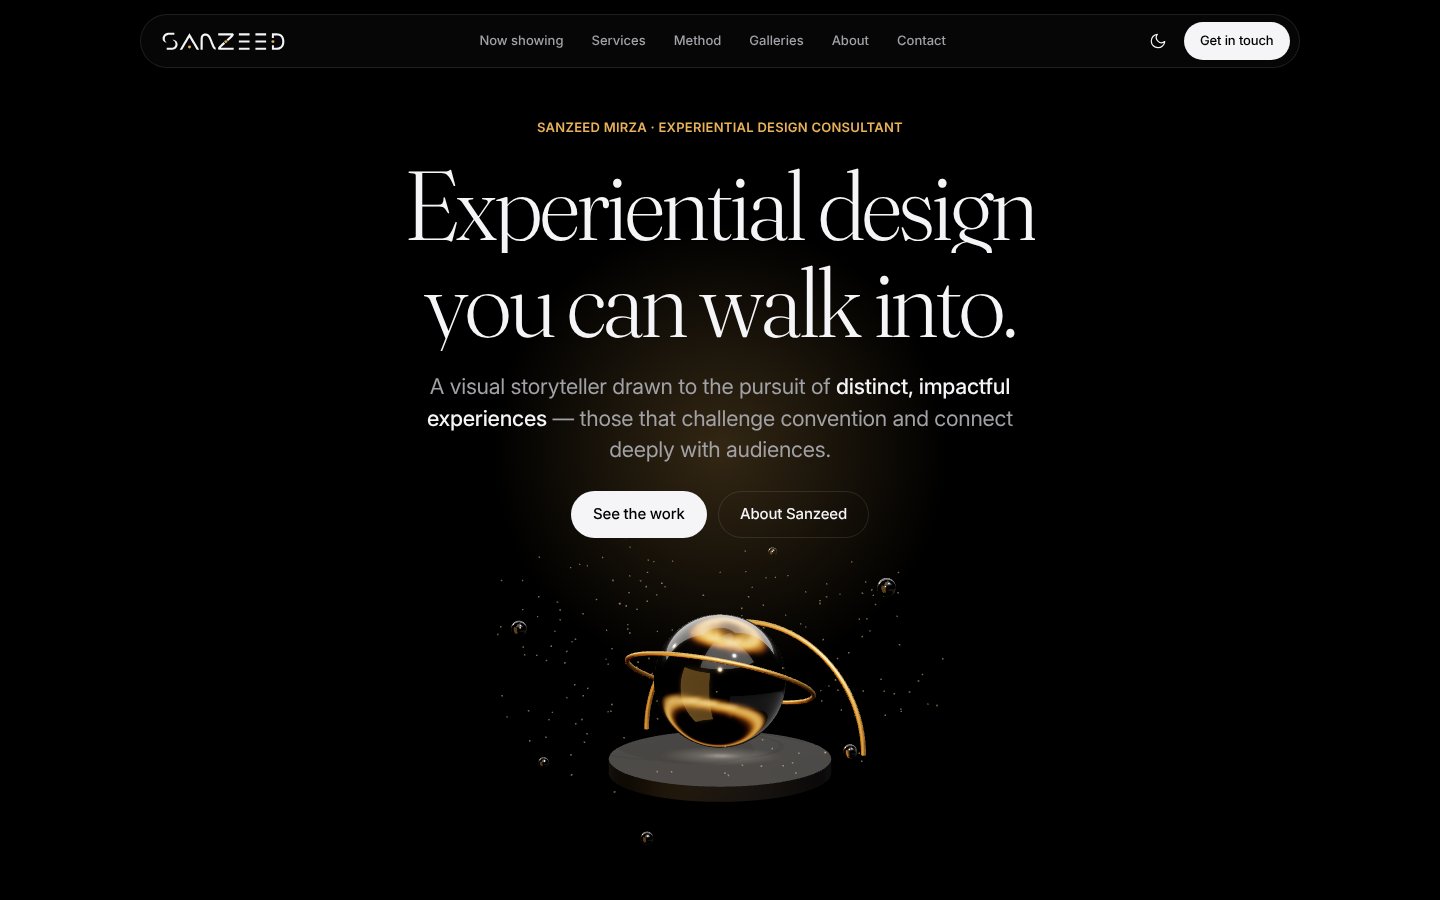 SANZEED
Now showing
Services
Method
Galleries
About
Contact
Get in touch
SANZEED MIRZA · EXPERIENTIAL DESIGN CONSULTANT
Experiential design
you can walk into.
A visual storyteller drawn to the pursuit of distinct, impactful
experiences — those that challenge convention and connect
deeply with audiences.
See the work
About Sanzeed